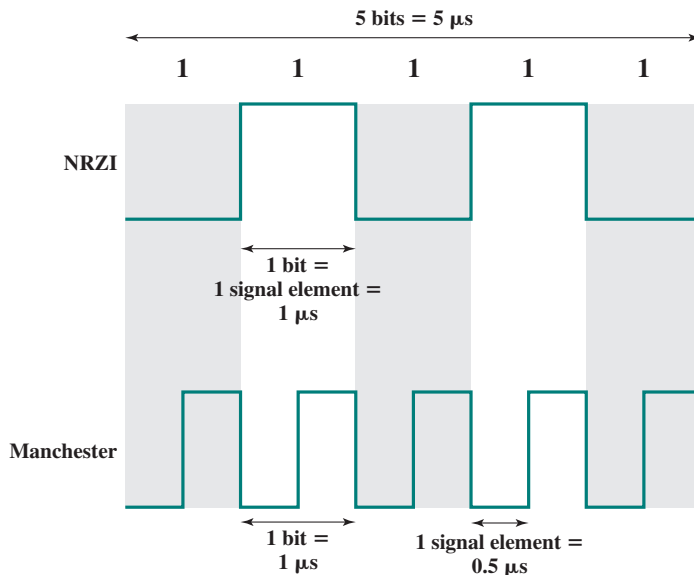 5 bits = 5 μs
1 1 1 1 1
NRZI
1 bit =
1 signal element =
1 μs
Manchester
1 bit =
1 μs
1 signal element =
0.5 μs